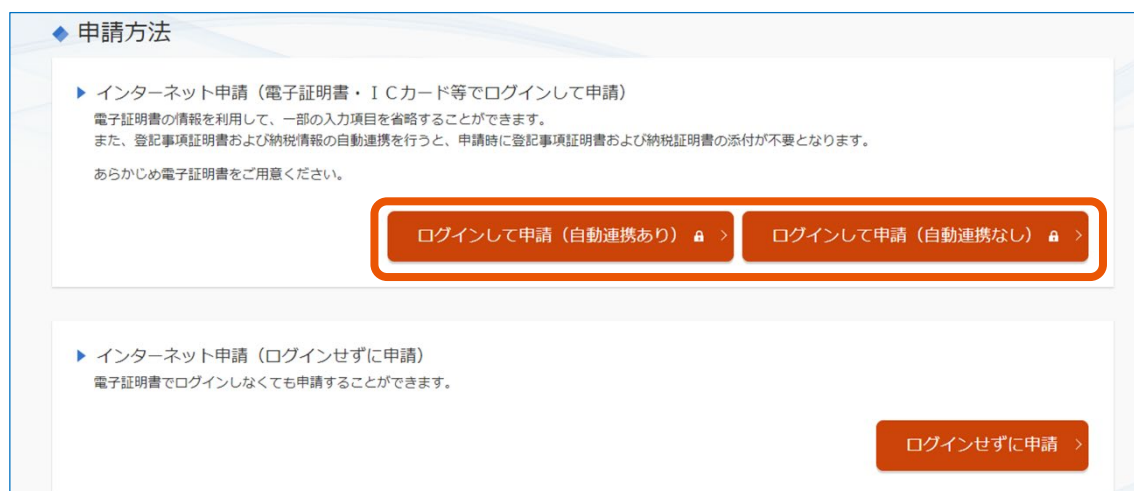 申請方法
インターネット申請（電子証明書・ＩＣカード等でログインして申請）
電子証明書の情報を利用して、一部の入力項目を省略することができます。
また、登記事項証明書および納税情報の自動連携を行うと、申請時に登記事項証明書および納税証明書の添付が不要となります。
あらかじめ電子証明書をご用意ください。
ログインして申請（自動連携あり）
ログインして申請（自動連携なし）
インターネット申請（ログインせずに申請）
電子証明書でログインしなくても申請することができます。
ログインせずに申請